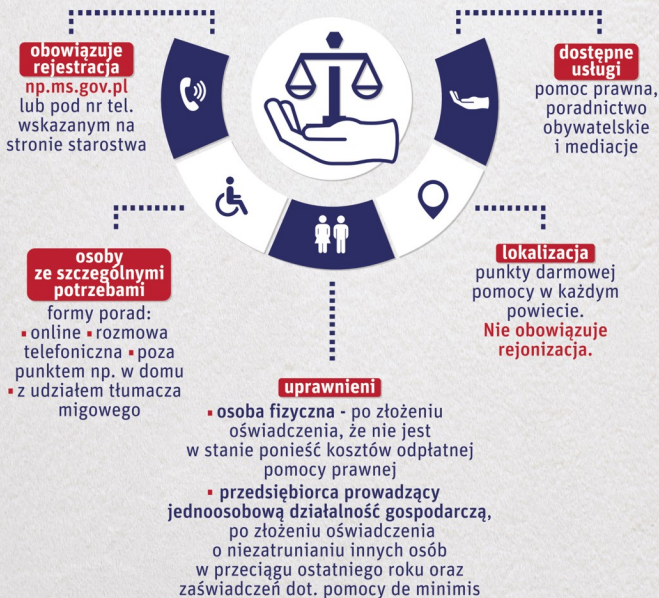 obowiązuje
rejestracja
np.ms.gov.pl
lub pod nr tel.
wskazanym na
stronie starostwa
dostępne
usługi
pomoc prawna,
poradnictwo
obywatelskie
i mediacje
osoby
ze szczególnymi
potrzebami
formy porad:
▪ online ▪ rozmowa
telefoniczna ▪ poza
punktem np. w domu
▪ z udziałem tłumacza
migowego
lokalizacja
punkty darmowej
pomocy w każdym
powiecie.
Nie obowiązuje
rejonizacja.
uprawnieni
▪ osoba fizyczna - po złożeniu
oświadczenia, że nie jest
w stanie ponieść kosztów odpłatnej
pomocy prawnej
▪ przedsiębiorca prowadzący
jednoosobową działalność gospodarczą,
po złożeniu oświadczenia
o niezatrunianiu innych osób
w przeciągu ostatniego roku oraz
zaświadczeń dot. pomocy de minimis